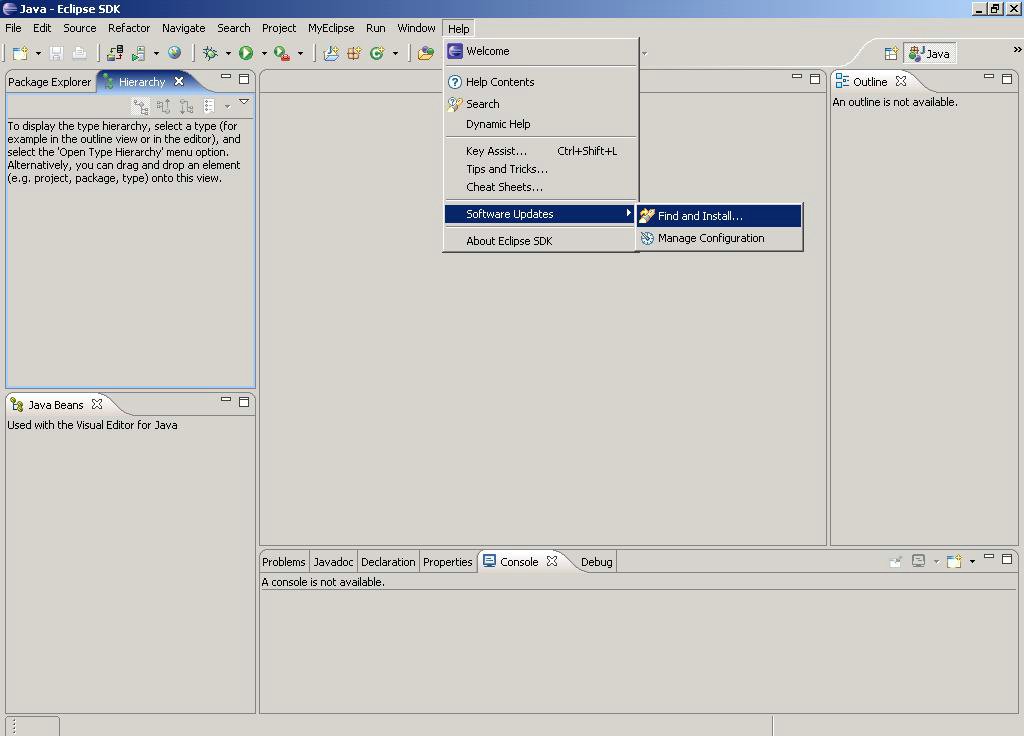 Java - Eclipse SDK
File Edit Source Refactor Navigate Search Project MyEclipse Run Window Help
Java
Welcome
Help Contents
Search
Dynamic Help
Key Assist... Ctrl+Shift+L
Tips and Tricks...
Cheat Sheets...
Software Updates
About Eclipse SDK
Find and Install...
Manage Configuration
Package Explorer Hierarchy
To display the type hierarchy, select a type (for
example in the outline view or in the editor), and
select the 'Open Type Hierarchy' menu option.
Alternatively, you can drag and drop an element
(e.g. project, package, type) onto this view.
Outline
An outline is not available.
Java Beans
Used with the Visual Editor for Java
Problems Javadoc Declaration Properties Console Debug
A console is not available.